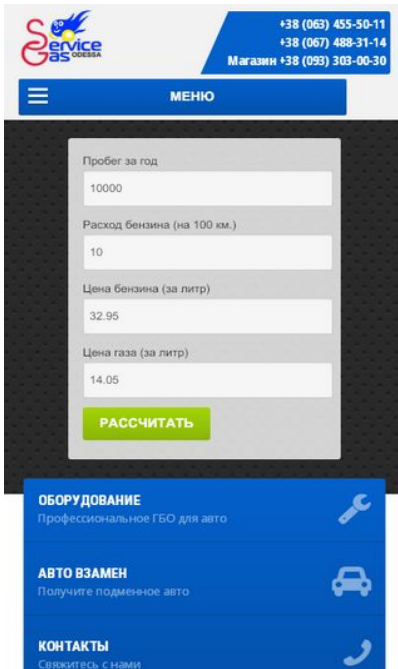 Service
Gas ODESSA
+38 (063) 455-50-11
+38 (067) 488-31-14
Магазин +38 (093) 303-00-30
МЕНЮ
Пробег за год
10000
Расход бензина (на 100 км.)
10
Цена бензина (за литр)
32.95
Цена газа (за литр)
14.05
РАССЧИТАТЬ
ОБОРУДОВАНИЕ
Профессиональное ГБО для авто
АВТО ВЗАМЕН
Получите подменное авто
КОНТАКТЫ
Свяжитесь с нами